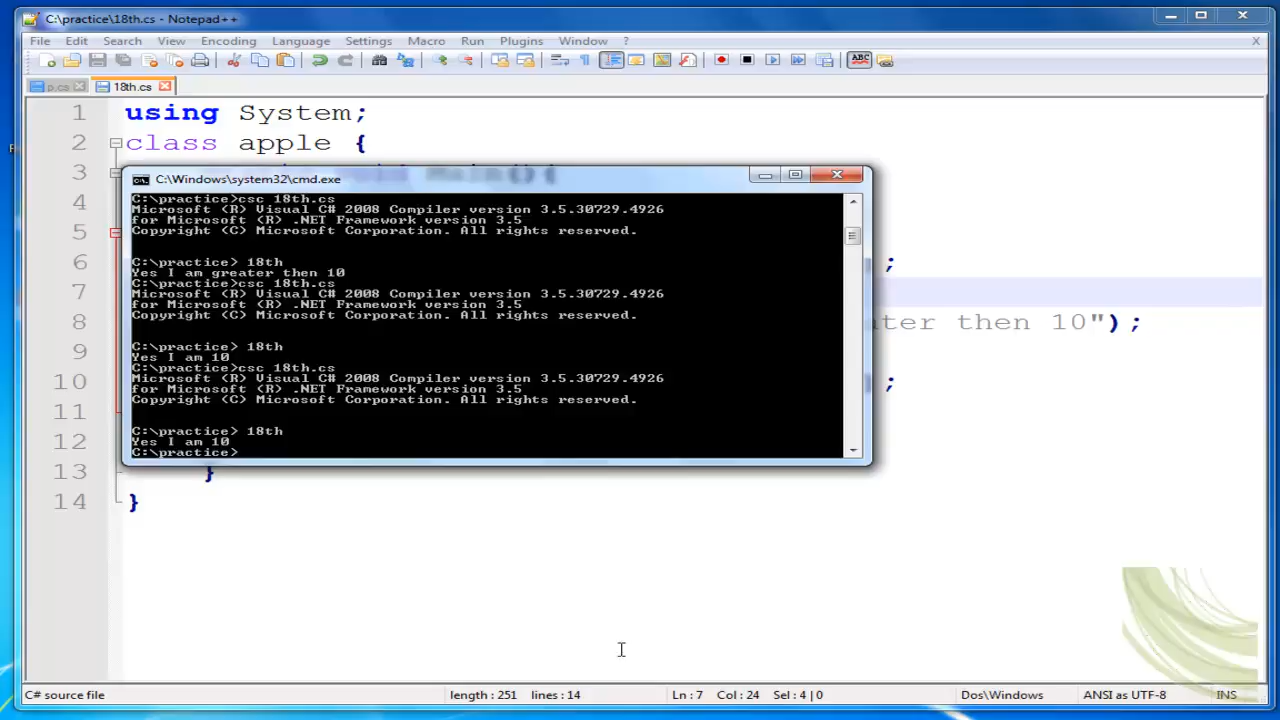 C:\practice\18th.cs - Notepad++
File Edit Search View Encoding Language Settings Macro Run Plugins Window ? X
p.cs 18th.cs
1 using System;
2 class apple {
3 main(){
4
5
6 ;
7
8 then 10");
9
10 ;
11
12
13 }
14 }
C:\Windows\system32\cmd.exe
C:\practice>csc 18th.cs
Microsoft (R) Visual C# 2008 Compiler version 3.5.30729.4926
for Microsoft (R) .NET Framework version 3.5
Copyright (C) Microsoft Corporation. All rights reserved.
C:\practice> 18th
Yes I am greater then 10
C:\practice>csc 18th.cs
Microsoft (R) Visual C# 2008 Compiler version 3.5.30729.4926
for Microsoft (R) .NET Framework version 3.5
Copyright (C) Microsoft Corporation. All rights reserved.
C:\practice> 18th
Yes I am 10
C:\practice>csc 18th.cs
Microsoft (R) Visual C# 2008 Compiler version 3.5.30729.4926
for Microsoft (R) .NET Framework version 3.5
Copyright (C) Microsoft Corporation. All rights reserved.
C:\practice> 18th
Yes I am 10
C:\practice>
C# source file length : 251 lines : 14 Ln : 7 Col : 24 Sel : 4 | 0 Dos\Windows ANSI as UTF-8 INS